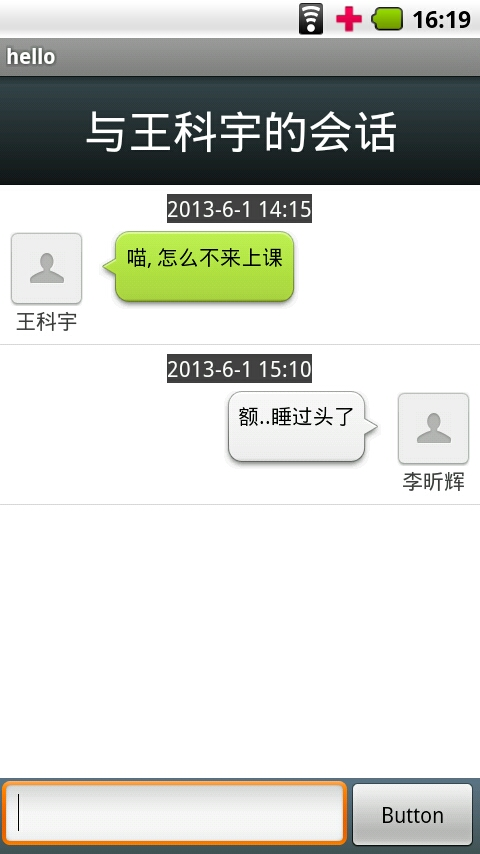 16:19
hello
与王科宇的会话
2013-6-1 14:15
喵, 怎么不来上课
王科宇
2013-6-1 15:10
额..睡过头了
李昕辉
Button